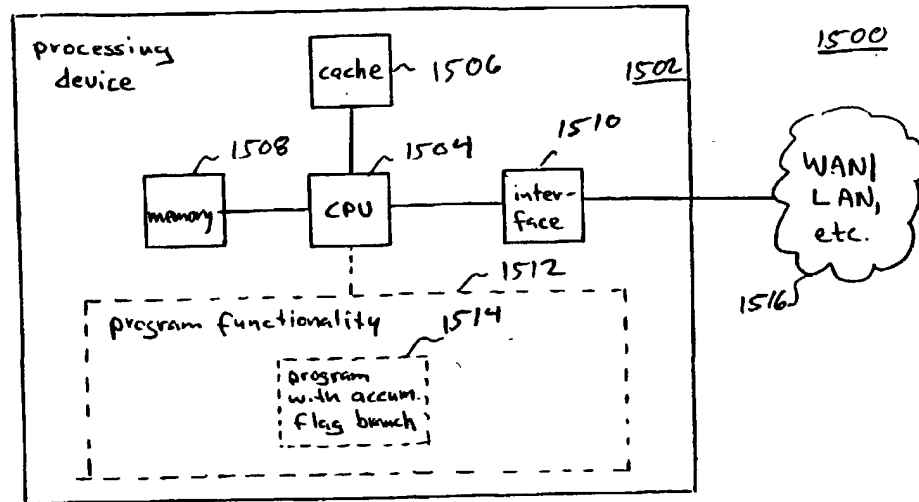 processing
device
cache
1506
1502
1500
1508
memory
1504
CPU
1510
inter-
face
WAN/
LAN,
etc.
1516
1512
program functionality
1514
program
with accum.
flag branch